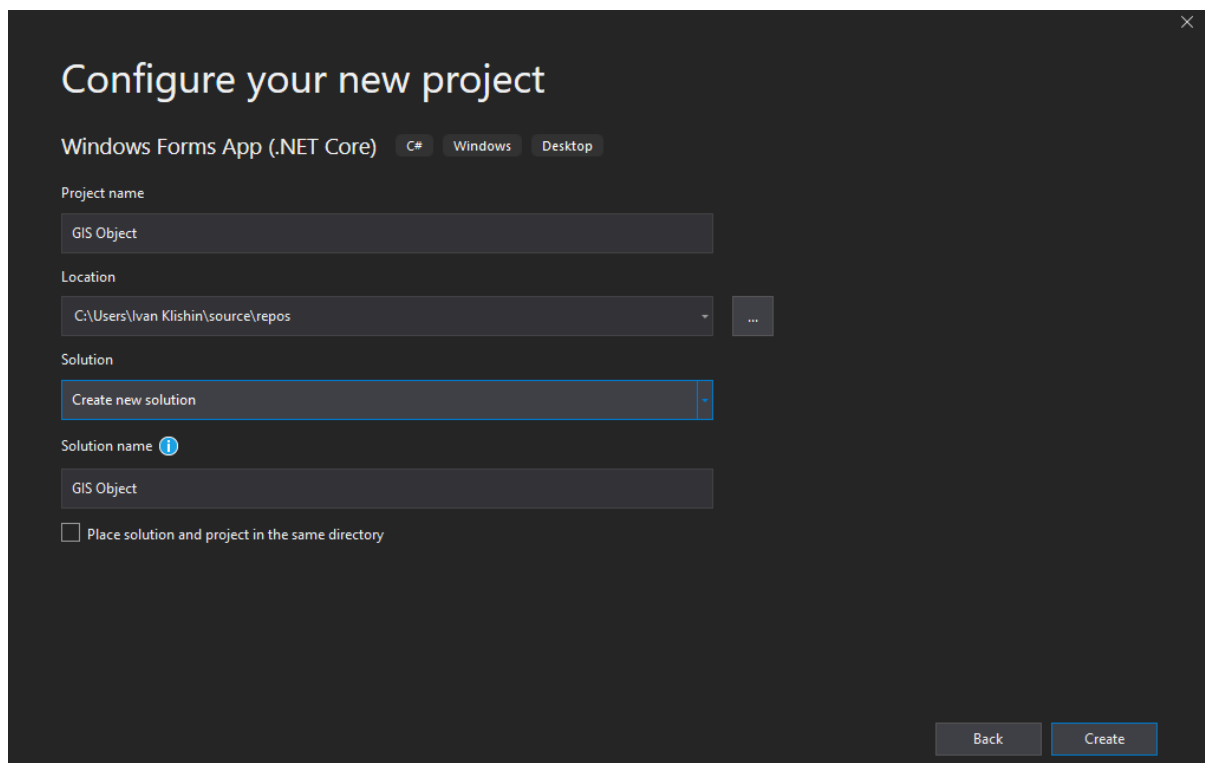 Configure your new project
Windows Forms App (.NET Core) C# Windows Desktop
Project name
GIS Object
Location
C:\Users\Ivan Klishin\source\repos
...
Solution
Create new solution
Solution name
GIS Object
Place solution and project in the same directory
Back Create